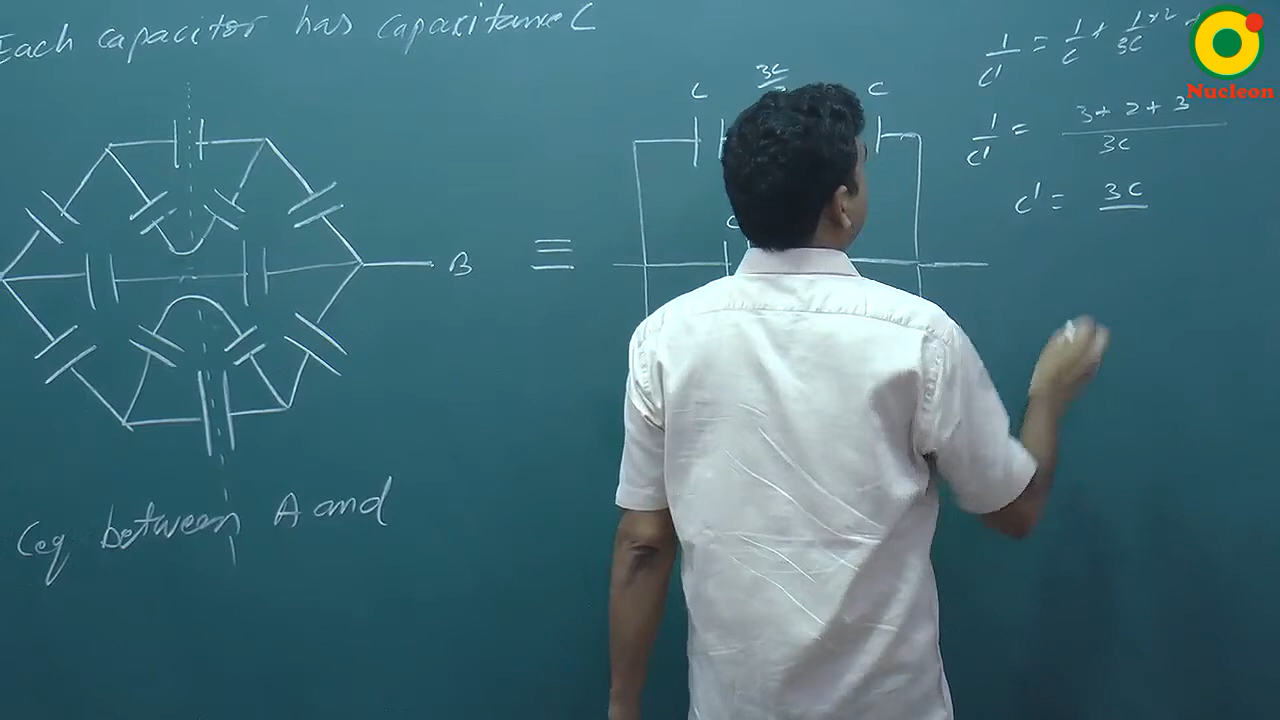 Each capacitor has capacitance C
B
Ceq between A and
≡
C
3C
C
C
1/C' = 1/C + 1/3C ×2 +
1/C' = 3+2+3 / 3C
C' = 3C
Nucleon